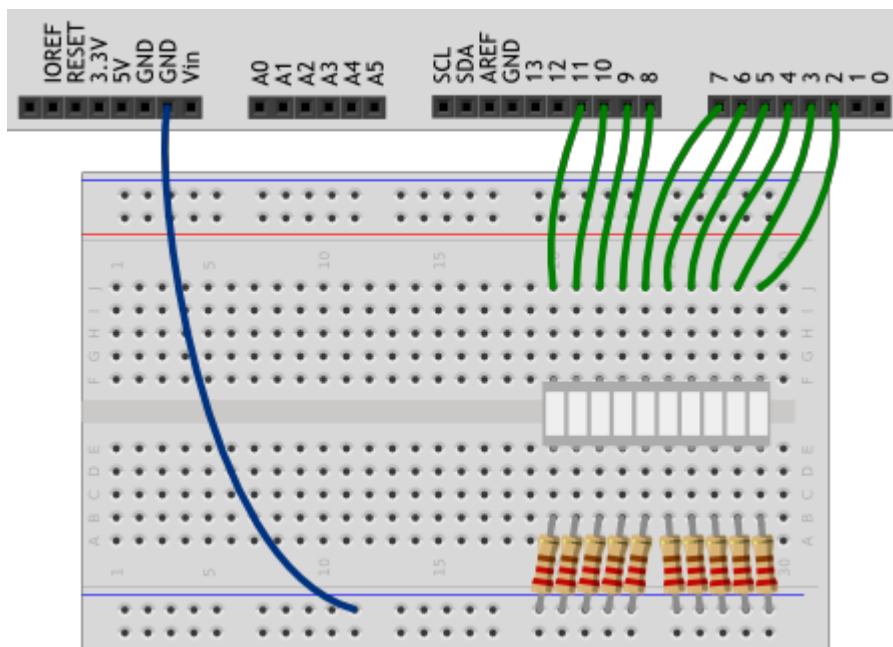 IOREF RESET 3.3V 5V GND GND Vin A0 A1 A2 A3 A4 A5 SCL SDA AREF GND 13 12 11 10 9 8 7 6 5 4 3 2 1 0
1 5 10 15
J J
I I
H H
G G
F F
E E
D D
C C
B B
A A
1 5 10 15 30